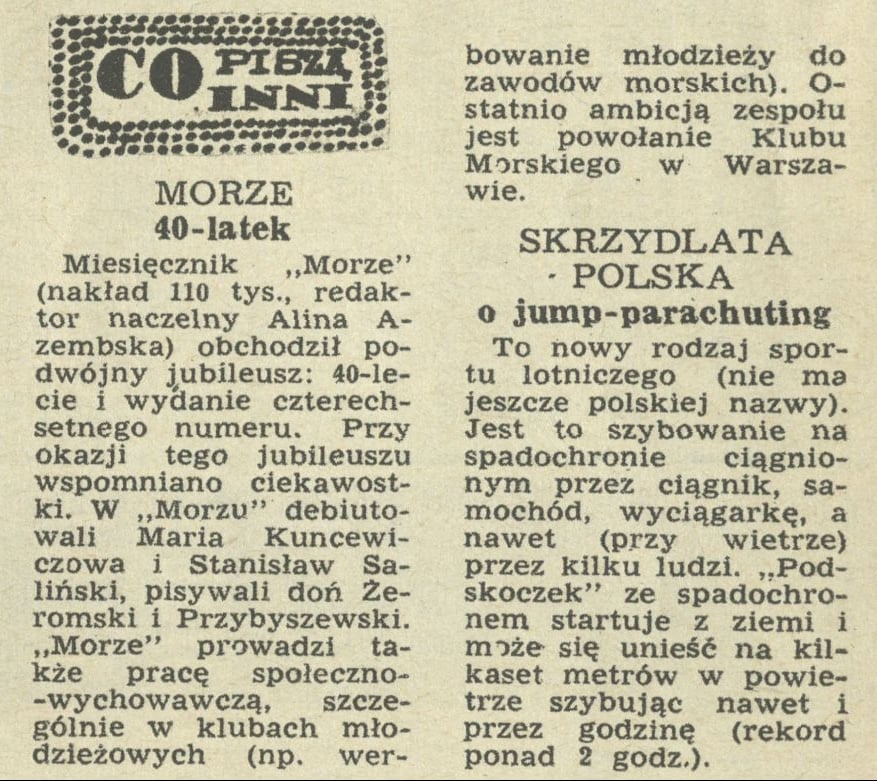 CO PISZĄ
INNI
MORZE
40-latek
Miesięcznik „Morze”
(nakład 110 tys., redak-
tor naczelny Alina A-
zembska) obchodził po-
dwójny jubileusz: 40-le-
cie i wydanie czterech-
setnego numeru. Przy
okazji tego jubileuszu
wspomniano ciekawost-
ki. W „Morzu” debiuto-
wali Maria Kuncewi-
czowa i Stanisław Sa-
liński, pisywali doń Że-
romski i Przybyszewski.
„Morze” prowadzi ta-
kże pracę społeczno-
-wychowawczą, szcze-
gólnie w klubach mło-
dzieżowych (np. wer-
bowanie młodzieży do
zawodów morskich). O-
statnio ambicją zespołu
jest powołanie Klubu
Morskiego w Warsza-
wie.
SKRZYDLATA
POLSKA
o jump-parachuting
To nowy rodzaj spor-
tu lotniczego (nie ma
jeszcze polskiej nazwy).
Jest to szybowanie na
spadochronie ciągnio-
nym przez ciągnik, sa-
mochód, wyciągarkę, a
nawet (przy wietrze)
przez kilku ludzi. „Pod-
skoczek” ze spadochro-
nem startuje z ziemi i
może się unieść na kil-
kaset metrów w powie-
trze szybując nawet i
przez godzinę (rekord
ponad 2 godz.).